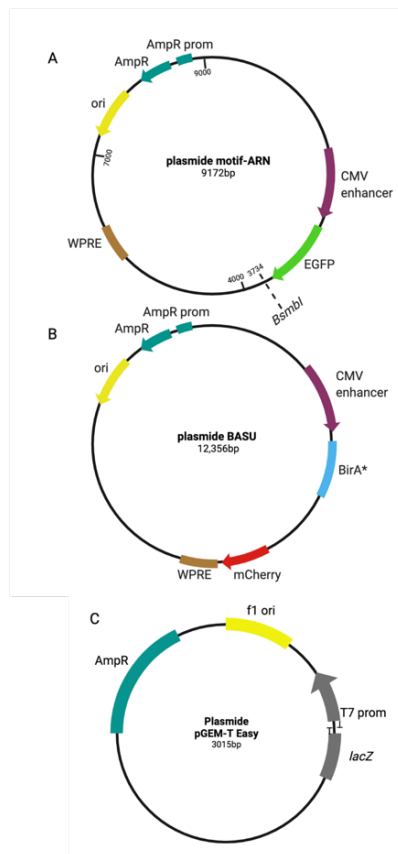 A
AmpR prom
AmpR
9000
ori
7000
plasmide motif-ARN
9172bp
CMV
enhancer
WPRE
EGFP
4000
3734
BsmbI
B
AmpR prom
AmpR
ori
CMV
enhancer
plasmide BASU
12,356bp
BirA*
WPRE
mCherry
C
f1 ori
AmpR
T7 prom
T
T
Plasmide
pGEM-T Easy
3015bp
lacZ